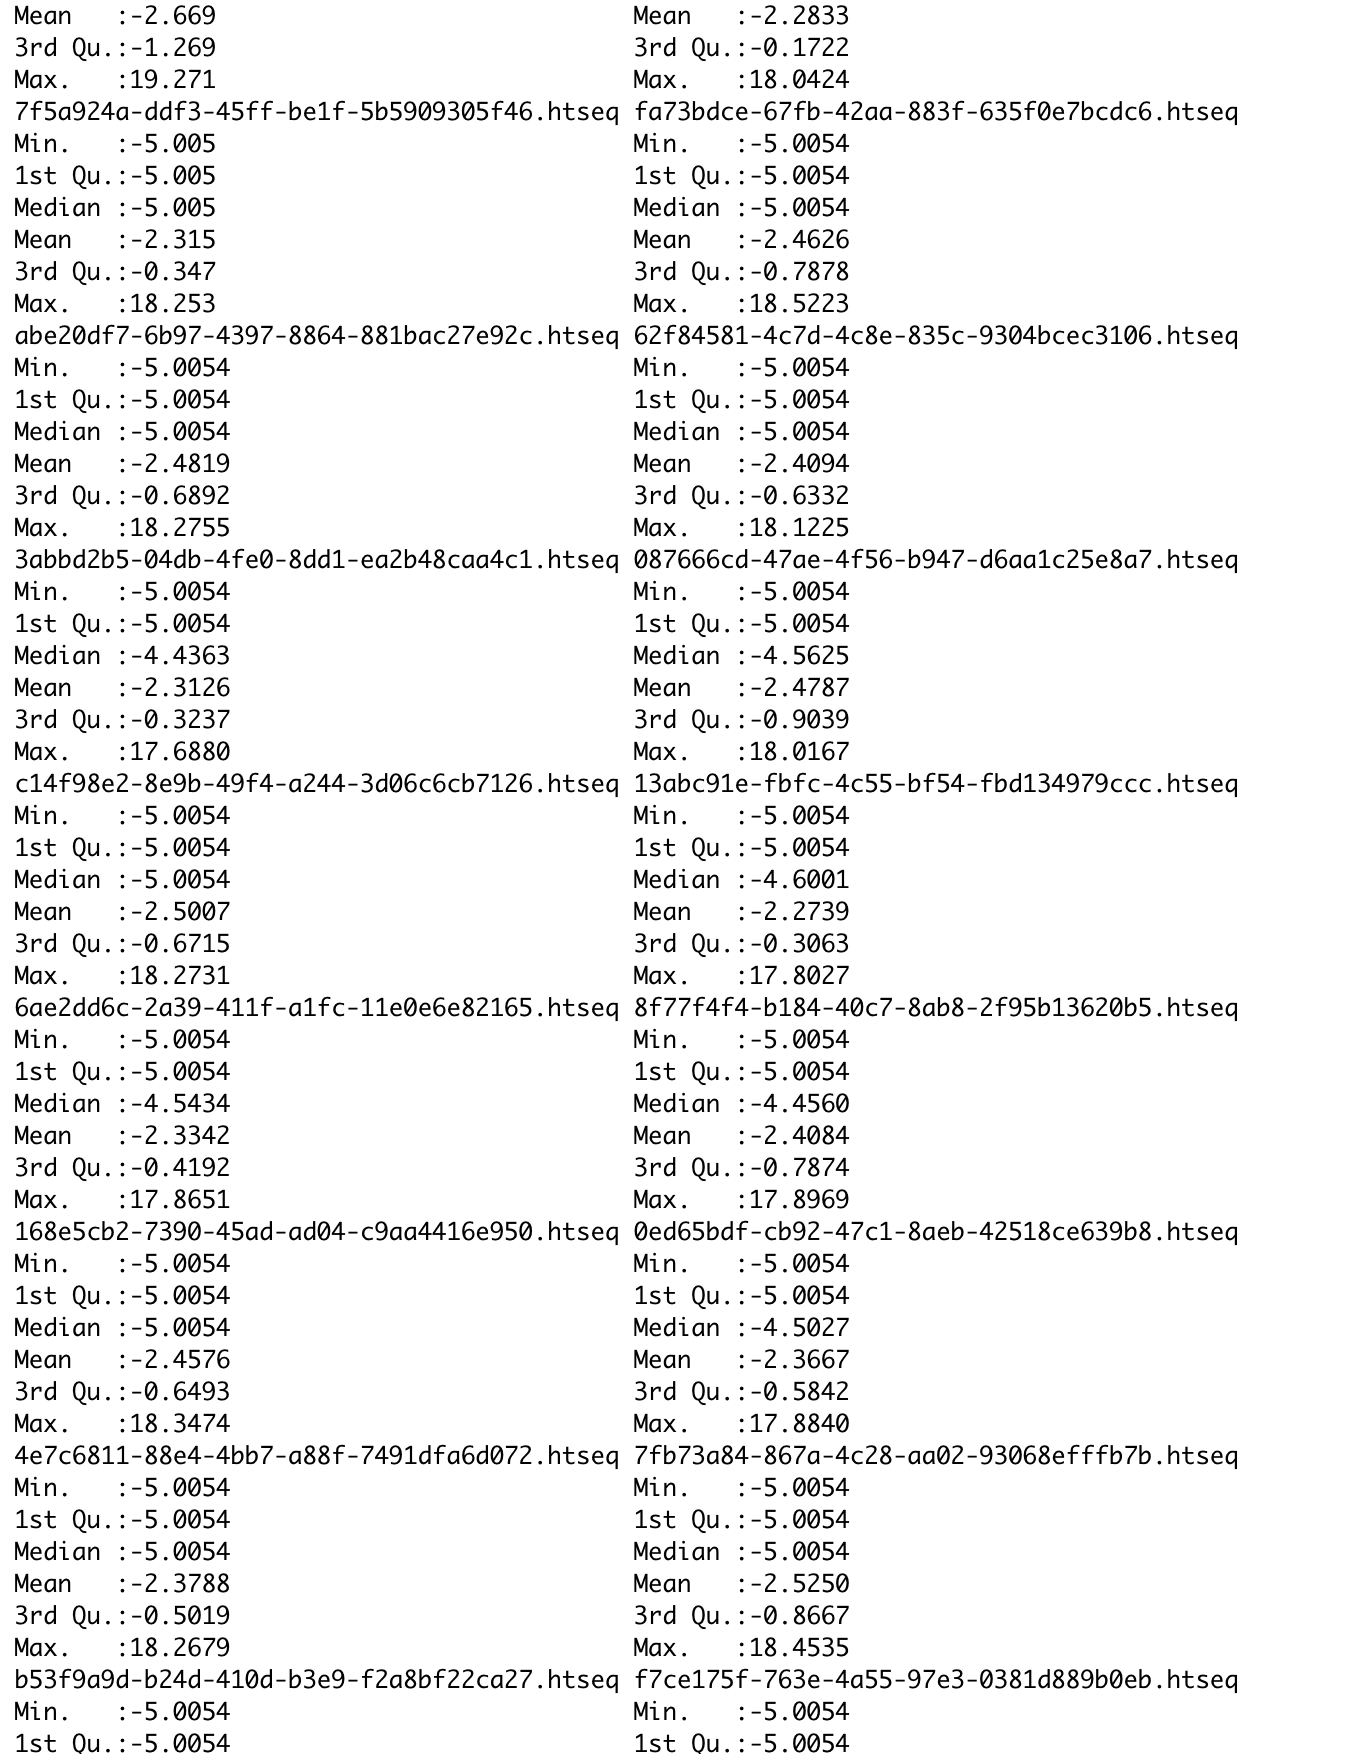 Mean   :-2.669                             Mean   :-2.2833
3rd Qu.:-1.269                             3rd Qu.:-0.1722
Max.   :19.271                             Max.   :18.0424
7f5a924a-ddf3-45ff-be1f-5b5909305f46.htseq fa73bdce-67fb-42aa-883f-635f0e7bcdc6.htseq
Min.   :-5.005                             Min.   :-5.0054
1st Qu.:-5.005                             1st Qu.:-5.0054
Median :-5.005                             Median :-5.0054
Mean   :-2.315                             Mean   :-2.4626
3rd Qu.:-0.347                             3rd Qu.:-0.7878
Max.   :18.253                             Max.   :18.5223
abe20df7-6b97-4397-8864-881bac27e92c.htseq 62f84581-4c7d-4c8e-835c-9304bcec3106.htseq
Min.   :-5.0054                            Min.   :-5.0054
1st Qu.:-5.0054                            1st Qu.:-5.0054
Median :-5.0054                            Median :-5.0054
Mean   :-2.4819                            Mean   :-2.4094
3rd Qu.:-0.6892                            3rd Qu.:-0.6332
Max.   :18.2755                            Max.   :18.1225
3abbd2b5-04db-4fe0-8dd1-ea2b48caa4c1.htseq 087666cd-47ae-4f56-b947-d6aa1c25e8a7.htseq
Min.   :-5.0054                            Min.   :-5.0054
1st Qu.:-5.0054                            1st Qu.:-5.0054
Median :-4.4363                            Median :-4.5625
Mean   :-2.3126                            Mean   :-2.4787
3rd Qu.:-0.3237                            3rd Qu.:-0.9039
Max.   :17.6880                            Max.   :18.0167
c14f98e2-8e9b-49f4-a244-3d06c6cb7126.htseq 13abc91e-fbfc-4c55-bf54-fbd134979ccc.htseq
Min.   :-5.0054                            Min.   :-5.0054
1st Qu.:-5.0054                            1st Qu.:-5.0054
Median :-5.0054                            Median :-4.6001
Mean   :-2.5007                            Mean   :-2.2739
3rd Qu.:-0.6715                            3rd Qu.:-0.3063
Max.   :18.2731                            Max.   :17.8027
6ae2dd6c-2a39-411f-a1fc-11e0e6e82165.htseq 8f77f4f4-b184-40c7-8ab8-2f95b13620b5.htseq
Min.   :-5.0054                            Min.   :-5.0054
1st Qu.:-5.0054                            1st Qu.:-5.0054
Median :-4.5434                            Median :-4.4560
Mean   :-2.3342                            Mean   :-2.4084
3rd Qu.:-0.4192                            3rd Qu.:-0.7874
Max.   :17.8651                            Max.   :17.8969
168e5cb2-7390-45ad-ad04-c9aa4416e950.htseq 0ed65bdf-cb92-47c1-8aeb-42518ce639b8.htseq
Min.   :-5.0054                            Min.   :-5.0054
1st Qu.:-5.0054                            1st Qu.:-5.0054
Median :-5.0054                            Median :-4.5027
Mean   :-2.4576                            Mean   :-2.3667
3rd Qu.:-0.6493                            3rd Qu.:-0.5842
Max.   :18.3474                            Max.   :17.8840
4e7c6811-88e4-4bb7-a88f-7491dfa6d072.htseq 7fb73a84-867a-4c28-aa02-93068efffb7b.htseq
Min.   :-5.0054                            Min.   :-5.0054
1st Qu.:-5.0054                            1st Qu.:-5.0054
Median :-5.0054                            Median :-5.0054
Mean   :-2.3788                            Mean   :-2.5250
3rd Qu.:-0.5019                            3rd Qu.:-0.8667
Max.   :18.2679                            Max.   :18.4535
b53f9a9d-b24d-410d-b3e9-f2a8bf22ca27.htseq f7ce175f-763e-4a55-97e3-0381d889b0eb.htseq
Min.   :-5.0054                            Min.   :-5.0054
1st Qu.:-5.0054                            1st Qu.:-5.0054